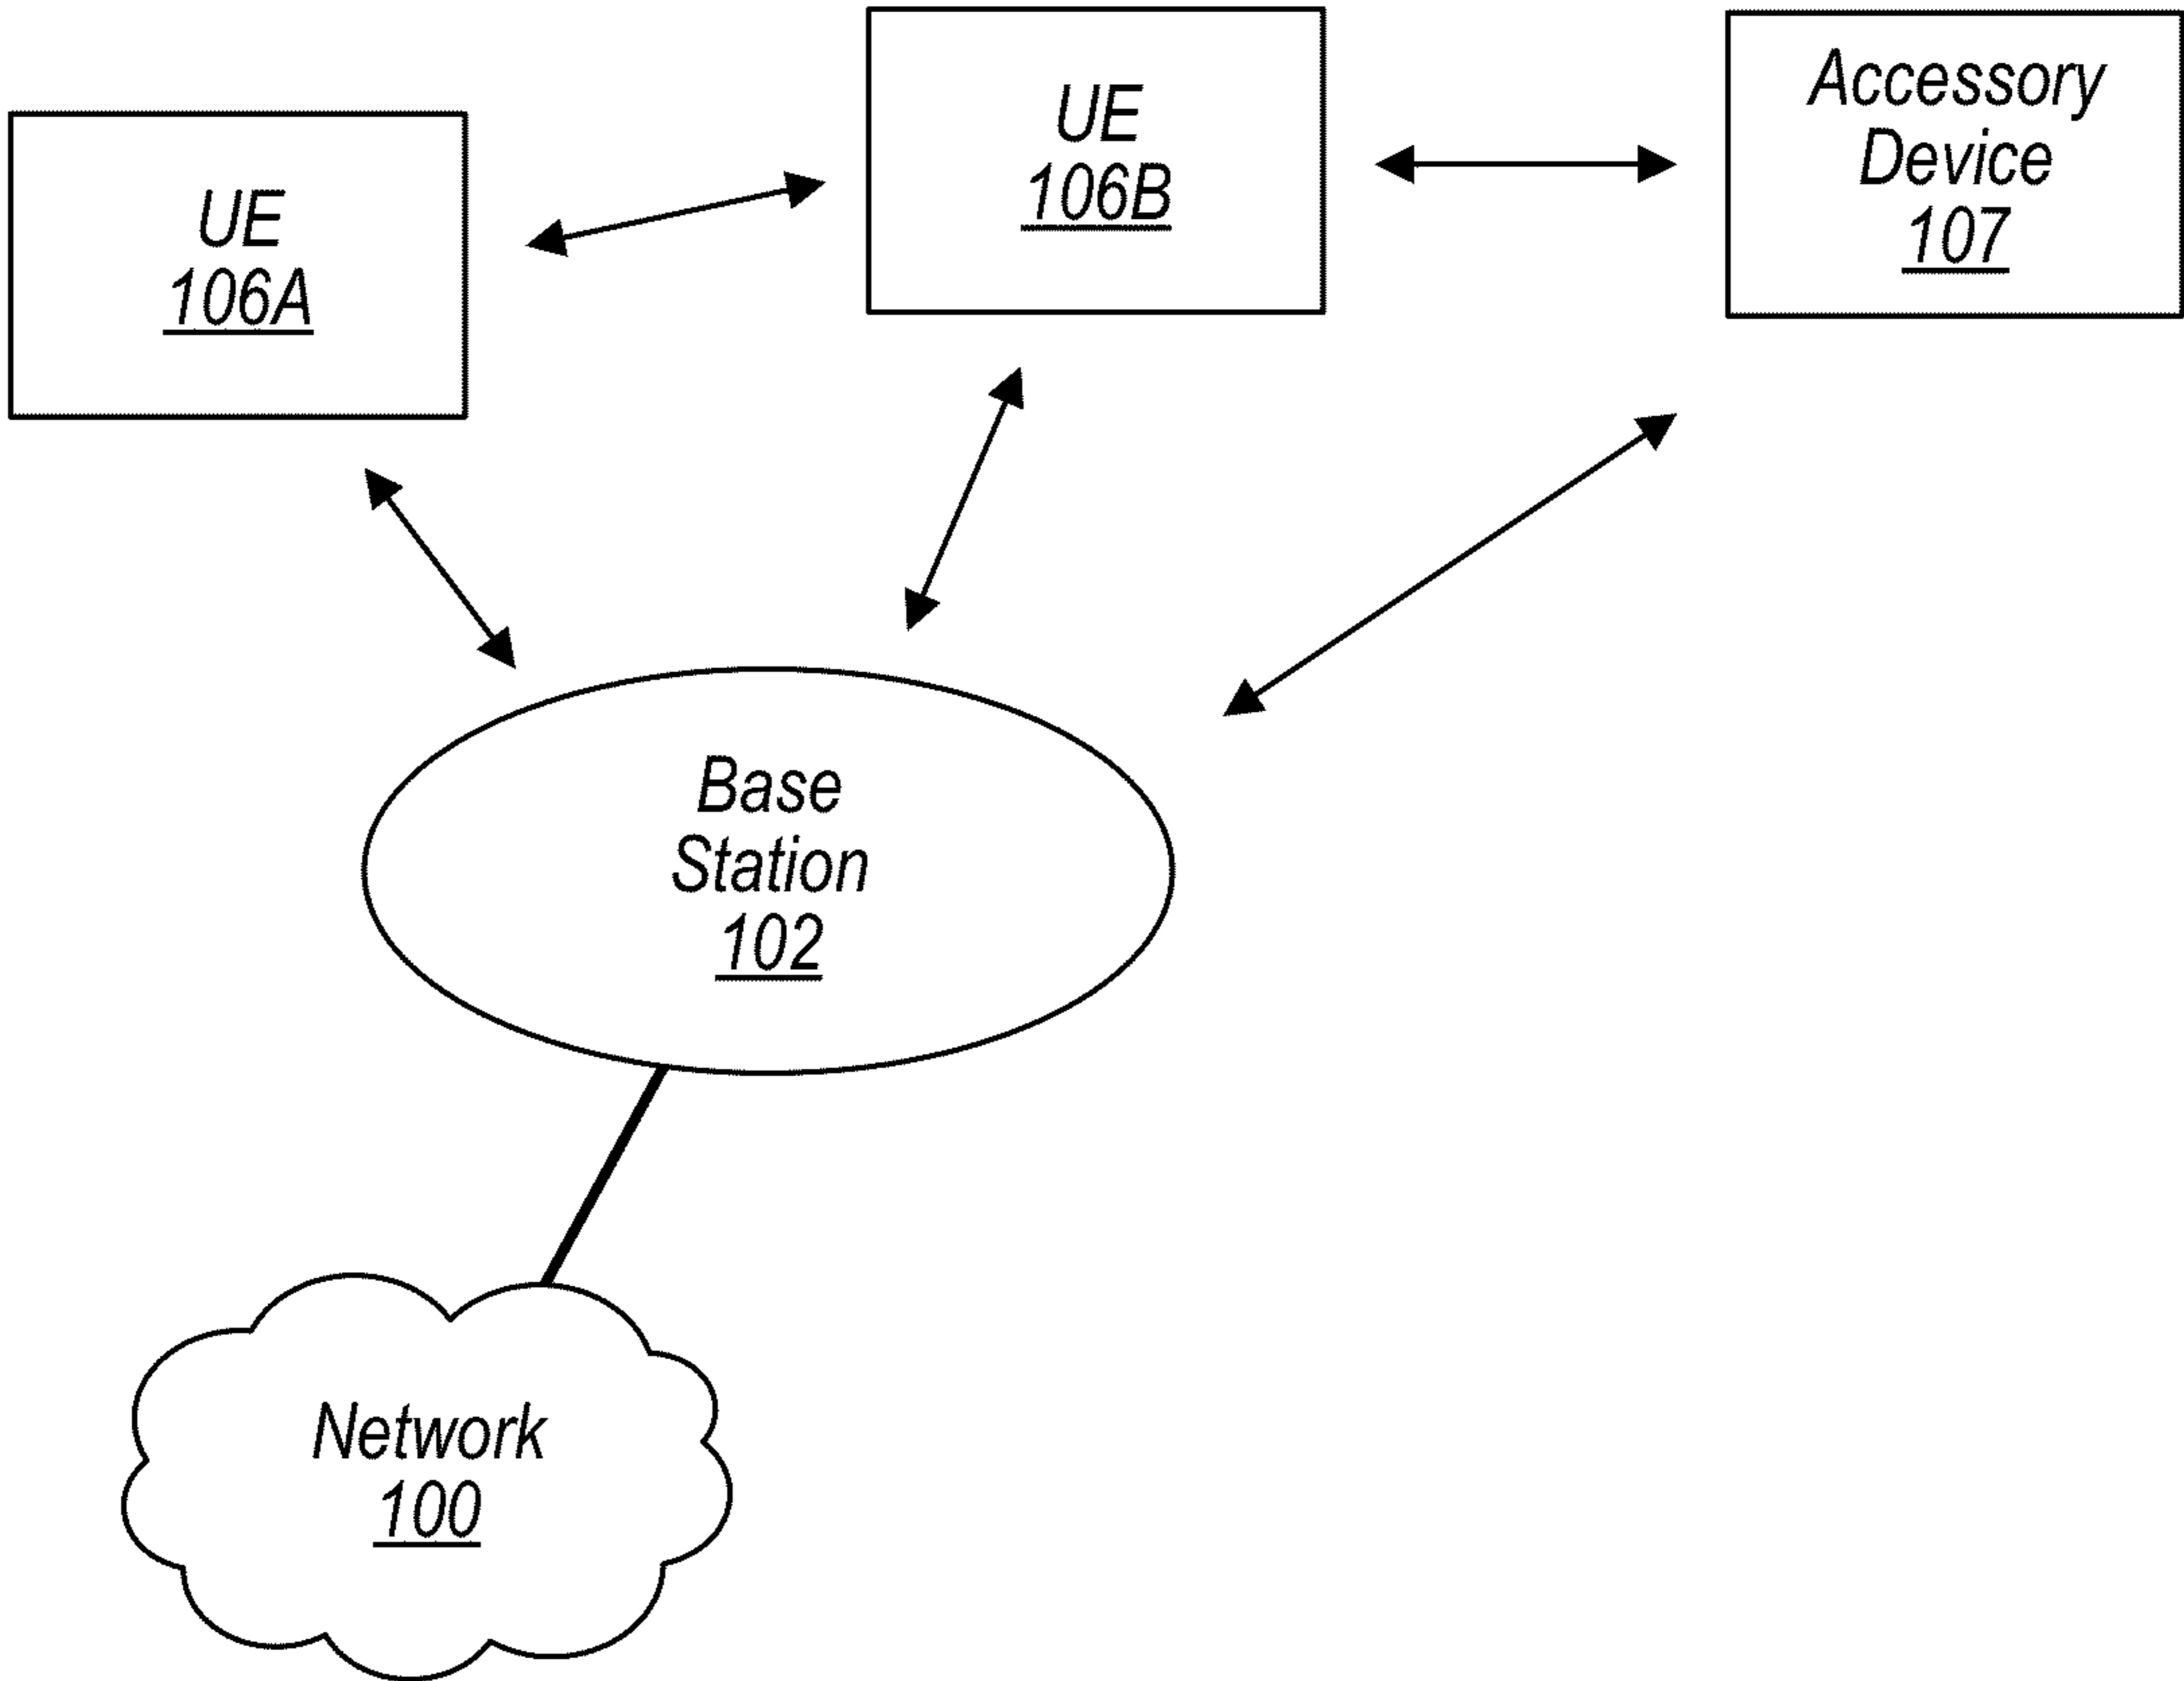 UE
106A
UE
106B
Accessory
Device
107
Base
Station
102
Network
100